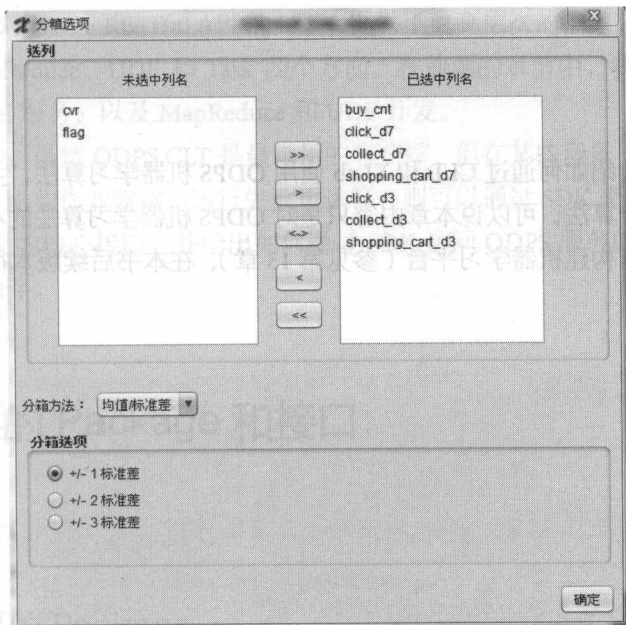 分箱选项
选列
未选中列名
已选中列名
cvr
flag
>>
>
<->
<
<<
buy_cnt
click_d7
collect_d7
shopping_cart_d7
click_d3
collect_d3
shopping_cart_d3
分箱方法： 均值/标准差
分箱选项
+/- 1 标准差
+/- 2 标准差
+/- 3 标准差
确定